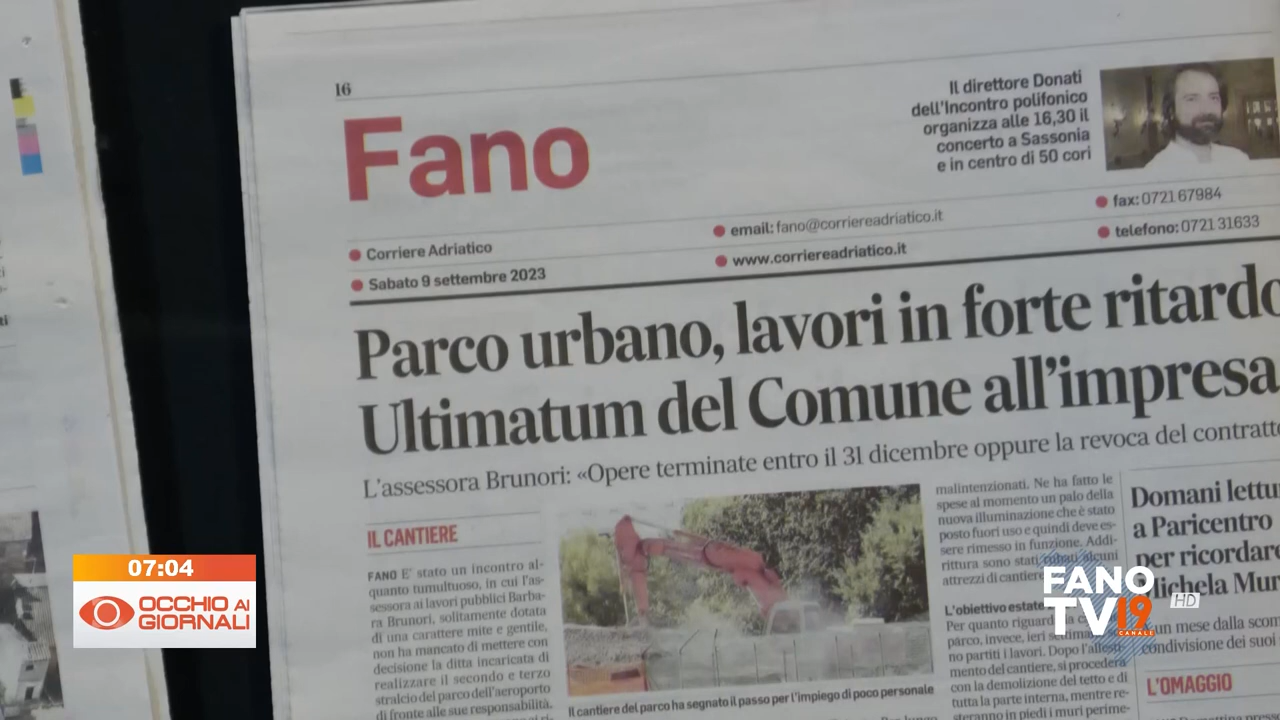 16
Fano
Il direttore Donati
dell'Incontro polifonico
organizza alle 16,30 il
concerto a Sassonia
e in centro di 50 cori
Corriere Adriatico
Sabato 9 settembre 2023
email: fano@corriereadriatico.it
www.corriereadriatico.it
fax: 0721 67984
telefono: 0721 31633
Parco urbano, lavori in forte ritardo
Ultimatum del Comune all'impresa
L'assessora Brunori: «Opere terminate entro il 31 dicembre oppure la revoca del contratto
IL CANTIERE
FANO E' stato un incontro al-
quanto tumultuoso, in cui l'as-
sessora ai lavori pubblici Barba-
ra Brunori, solitamente dotata
di una carattere mite e gentile,
non ha mancato di mettere con
decisione la ditta incaricata di
realizzare il secondo e terzo
stralcio del parco dell'aeroporto
di fronte alle sue responsabilità.
Il cantiere del parco ha segnato il passo per l'impiego di poco personale
malintenzionati. Ne ha fatto le
spese al momento un palo della
nuova illuminazione che è stato
posto fuori uso e quindi deve es-
sere rimesso in funzione. Addi-
rittura sono stati rubati alcuni
attrezzi di cantiere
L'obiettivo estate
Per quanto riguarda
parco, invece, ieri
no partiti i lavori. Dopo
mento del cantiere, si procederà
con la demolizione del tetto e di
tutta la parte interna, mentre re-
steranno in piedi i muri perime-
Domani lettu
a Paricentro
per ricordare
Michela Mur
un mese dalla scom
condivisione dei suoi
L'OMAGGIO
07:04
OCCHIO AI
GIORNALI
FANO
TV19
CANALE
HD